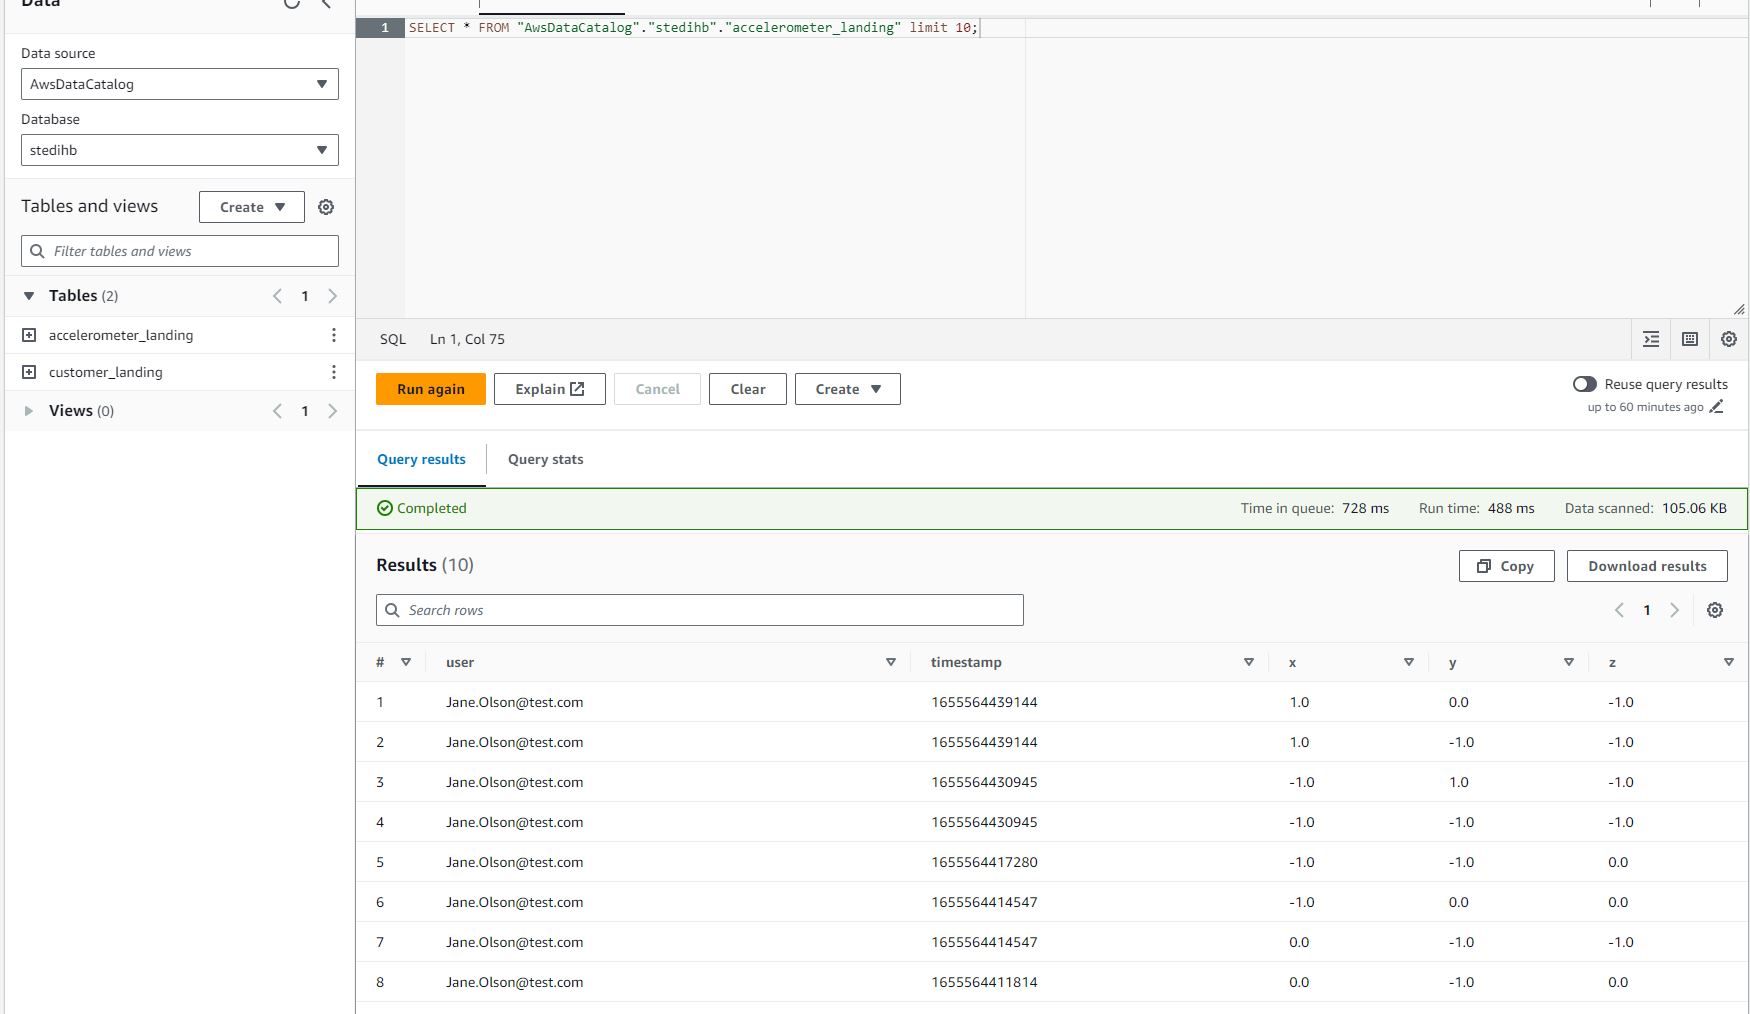 Data
Data source
AwsDataCatalog
Database
stedihb
Tables and views
Create
Filter tables and views
Tables (2)
1
accelerometer_landing
customer_landing
Views (0)
1
1 SELECT * FROM "AwsDataCatalog"."stedihb"."accelerometer_landing" limit 10;
SQL Ln 1, Col 75
Run again Explain Cancel Clear Create
Reuse query results
up to 60 minutes ago
Query results Query stats
Completed Time in queue: 728 ms Run time: 488 ms Data scanned: 105.06 KB
Results (10) Copy Download results
Search rows 1
# user timestamp x y z
1 Jane.Olson@test.com 1655564439144 1.0 0.0 -1.0
2 Jane.Olson@test.com 1655564439144 1.0 -1.0 -1.0
3 Jane.Olson@test.com 1655564430945 -1.0 1.0 -1.0
4 Jane.Olson@test.com 1655564430945 -1.0 -1.0 -1.0
5 Jane.Olson@test.com 1655564417280 -1.0 -1.0 0.0
6 Jane.Olson@test.com 1655564414547 -1.0 0.0 0.0
7 Jane.Olson@test.com 1655564414547 0.0 -1.0 -1.0
8 Jane.Olson@test.com 1655564411814 0.0 -1.0 0.0